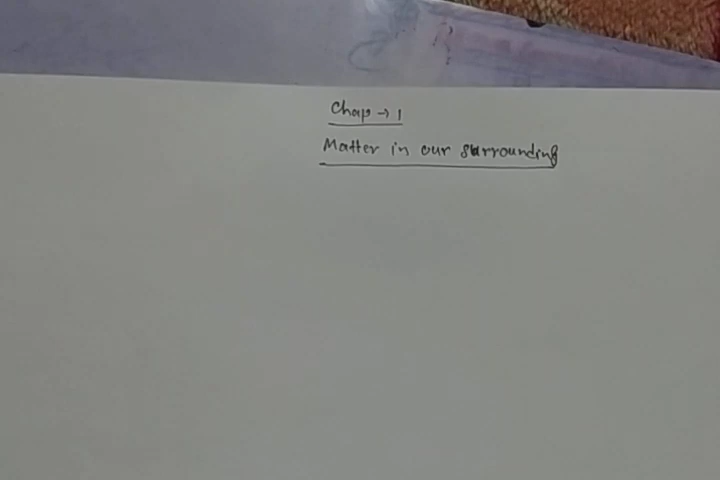 Chap → 1
Matter in our surrounding